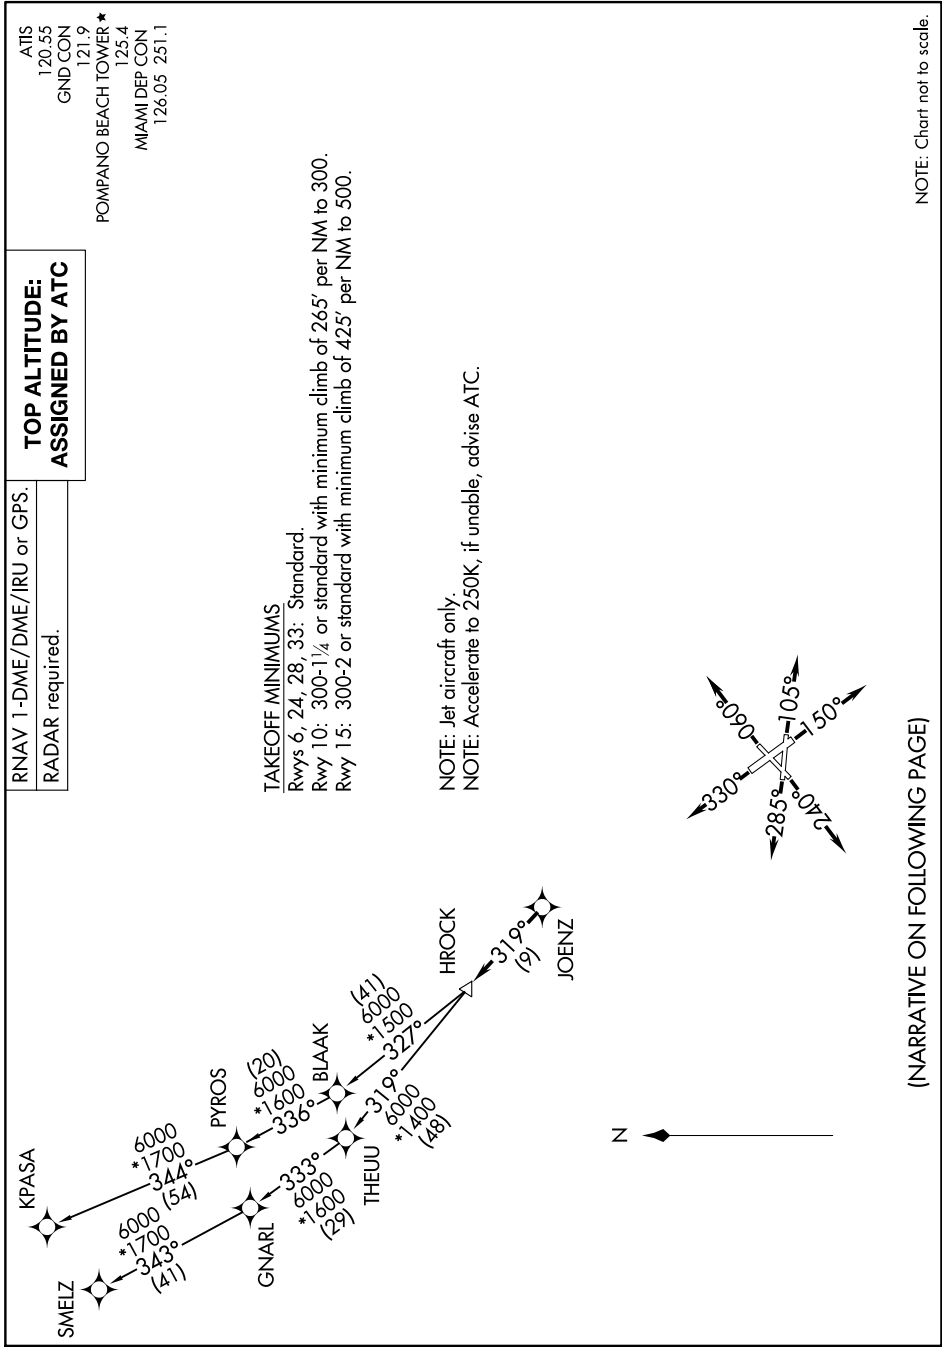 RNAV 1-DME/DME/IRU or GPS.
RADAR required.
TOP ALTITUDE:
ASSIGNED BY ATC
ATIS
120.55
GND CON
121.9
POMPANO BEACH TOWER★
125.4
MIAMI DEP CON
126.05 251.1
TAKEOFF MINIMUMS
Rwys 6, 24, 28, 33: Standard.
Rwy 10: 300-1¼ or standard with minimum climb of 265' per NM to 300.
Rwy 15: 300-2 or standard with minimum climb of 425' per NM to 500.
NOTE: Jet aircraft only.
NOTE: Accelerate to 250K, if unable, advise ATC.
KPASA
6000
*1700
344°
(54)
SMELZ
6000
*1700
343°
(41)
PYROS
(20)
6000
*1600
336°
GNARL
333°
6000
*1600
(29)
BLAAK
(41)
6000
*1500
327°
THEUU
319°
6000
*1400
(48)
HROCK
319°
(9)
JOENZ
330°
060°
105°
285°
150°
240°
N
(NARRATIVE ON FOLLOWING PAGE)
NOTE: Chart not to scale.